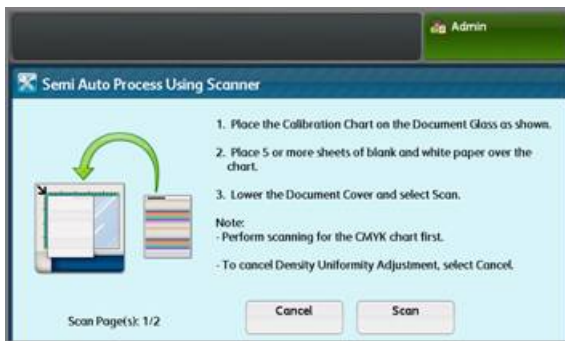 Admin
Semi Auto Process Using Scanner
1. Place the Calibration Chart on the Document Glass as shown.
2. Place 5 or more sheets of blank and white paper over the
chart.
3. Lower the Document Cover and select Scan.
Note:
- Perform scanning for the CMYK chart first.
- To cancel Density Uniformity Adjustment, select Cancel.
Scan Page(s): 1/2
Cancel
Scan